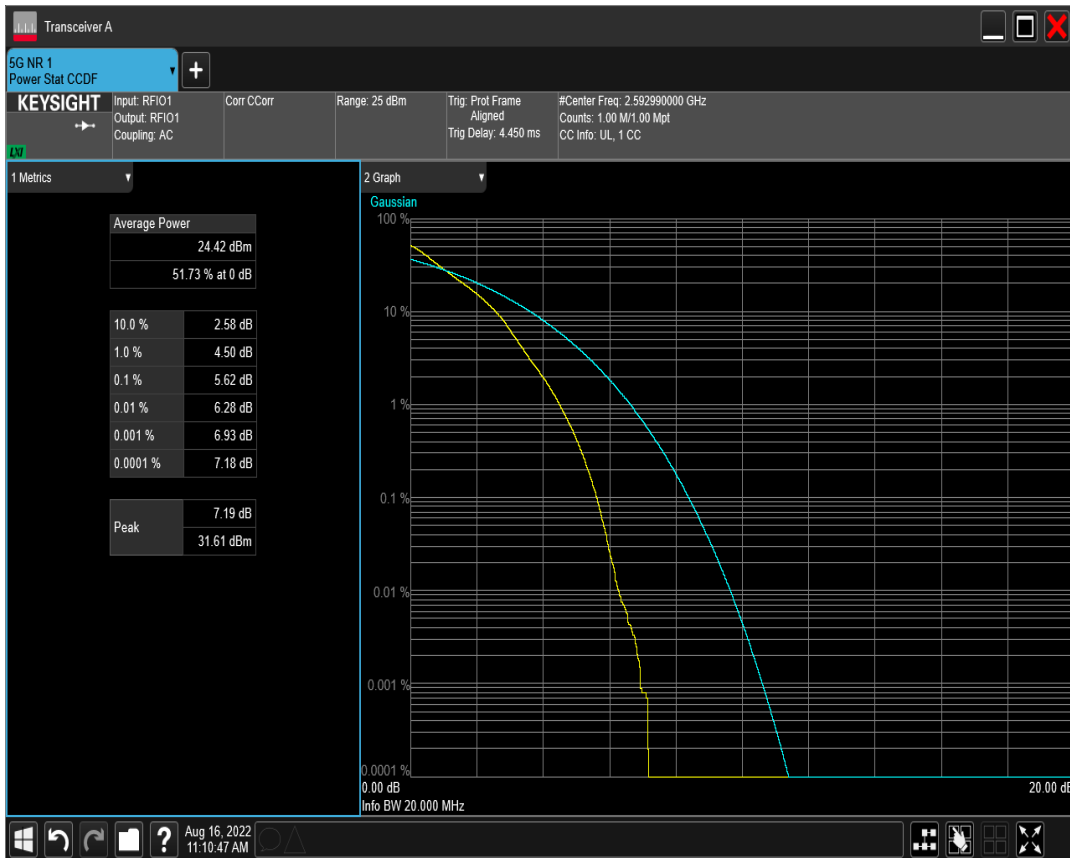 Transceiver A
5G NR 1
Power Stat CCDF
+
KEYSIGHT
LXI
Input: RFIO1
Output: RFIO1
Coupling: AC
Corr CCorr
Range: 25 dBm
Trig: Prot Frame
Aligned
Trig Delay: 4.450 ms
#Center Freq: 2.592990000 GHz
Counts: 1.00 M/1.00 Mpt
CC Info: UL, 1 CC
1 Metrics
Average Power
24.42 dBm
51.73 % at 0 dB
10.0 % 2.58 dB
1.0 % 4.50 dB
0.1 % 5.62 dB
0.01 % 6.28 dB
0.001 % 6.93 dB
0.0001 % 7.18 dB
Peak
7.19 dB
31.61 dBm
2 Graph
Gaussian
100 %
10 %
1 %
0.1 %
0.01 %
0.001 %
0.0001 %
0.00 dB
20.00 dB
Info BW 20.000 MHz
?
Aug 16, 2022
11:10:47 AM